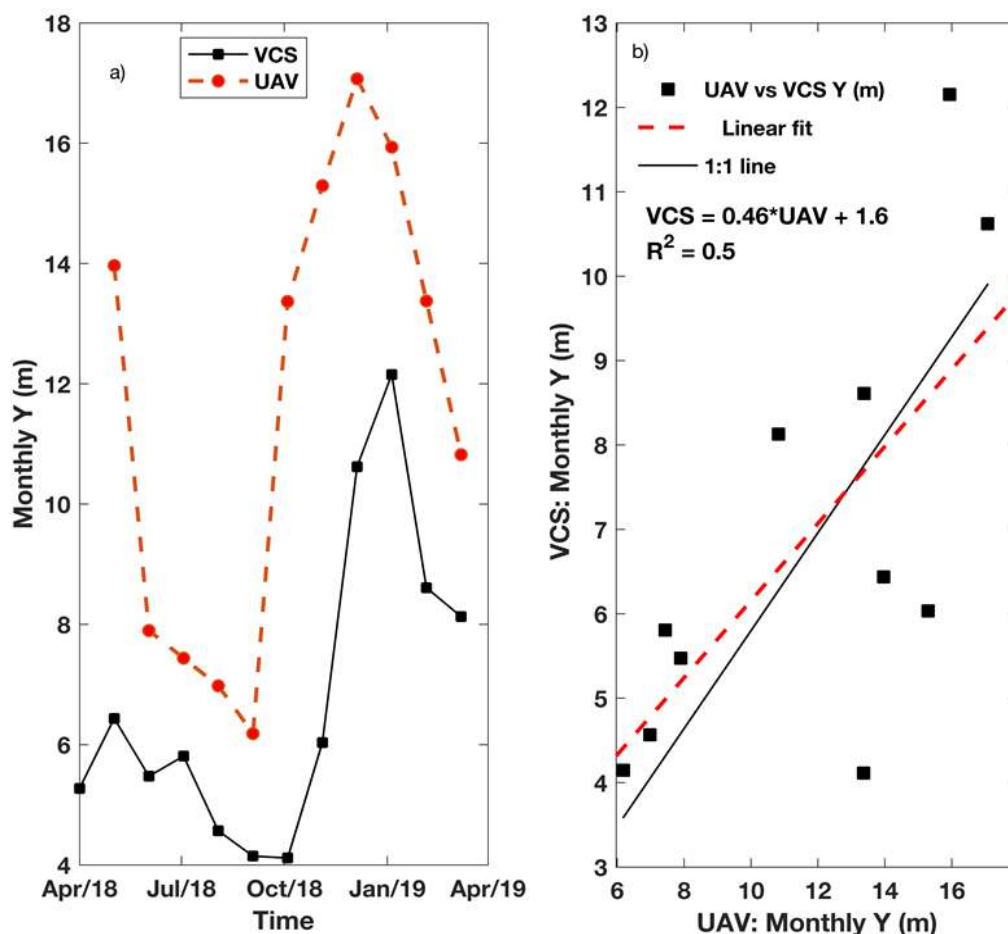 a)
VCS
UAV
18
16
14
12
10
8
6
4
Monthly Y (m)
Apr/18 Jul/18 Oct/18 Jan/19 Apr/19
Time
b)
UAV vs VCS Y (m)
Linear fit
1:1 line
VCS = 0.46*UAV + 1.6
R² = 0.5
13
12
11
10
9
8
7
6
5
4
3
VCS: Monthly Y (m)
6 8 10 12 14 16
UAV: Monthly Y (m)